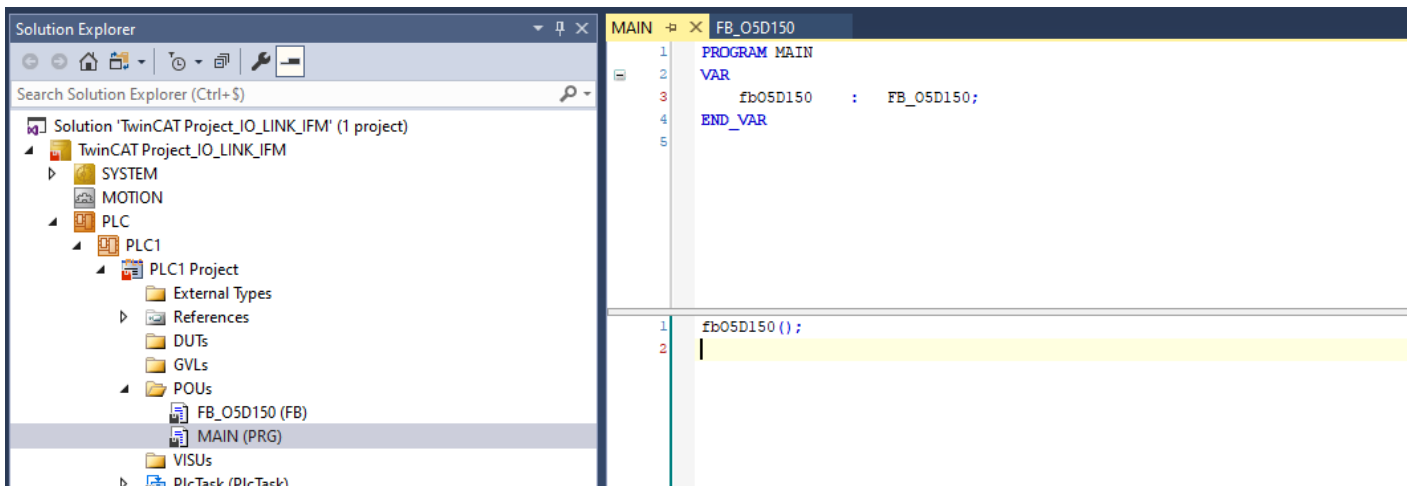 Solution Explorer
Search Solution Explorer (Ctrl+$)
Solution 'TwinCAT Project_IO_LINK_IFM' (1 project)
TwinCAT Project_IO_LINK_IFM
SYSTEM
MOTION
PLC
PLC1
PLC1 Project
External Types
References
DUTs
GVLs
POUs
FB_O5D150 (FB)
MAIN (PRG)
VISUs
PlcTask (PlcTask)
MAIN FB_O5D150
1 PROGRAM MAIN
2 VAR
3 fbO5D150 : FB_O5D150;
4 END_VAR
5
1 fbO5D150();
2